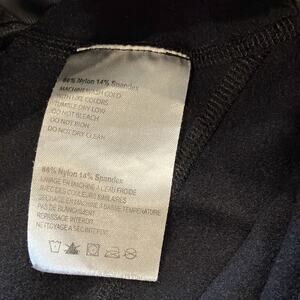 86% Nylon 14% Spandex
MACHINE WASH COLD
WITH LIKE COLORS
TUMBLE DRY LOW
DO NOT BLEACH
DO NOT IRON
DO NOT DRY CLEAN
86% Nylon 14% Spandex
LAVAGE EN MACHINE A L'EAU FROIDE
AVEC DES COULEURS SIMILAIRES
SECHAGE EN MACHINE A BASSE TEMPERATURE
PAS DE BLANCHIMENT
REPASSAGE INTERDIT
NETTOYAGE A SEC INTERDIT